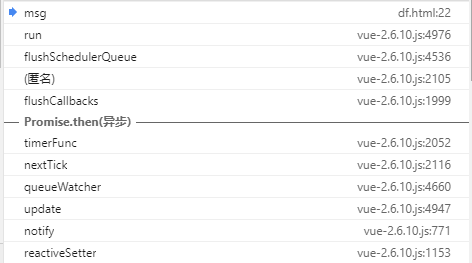 msg df.html:22
run vue-2.6.10.js:4976
flushSchedulerQueue vue-2.6.10.js:4536
(匿名) vue-2.6.10.js:2105
flushCallbacks vue-2.6.10.js:1999
Promise.then(异步)
timerFunc vue-2.6.10.js:2052
nextTick vue-2.6.10.js:2116
queueWatcher vue-2.6.10.js:4660
update vue-2.6.10.js:4947
notify vue-2.6.10.js:771
reactiveSetter vue-2.6.10.js:1153